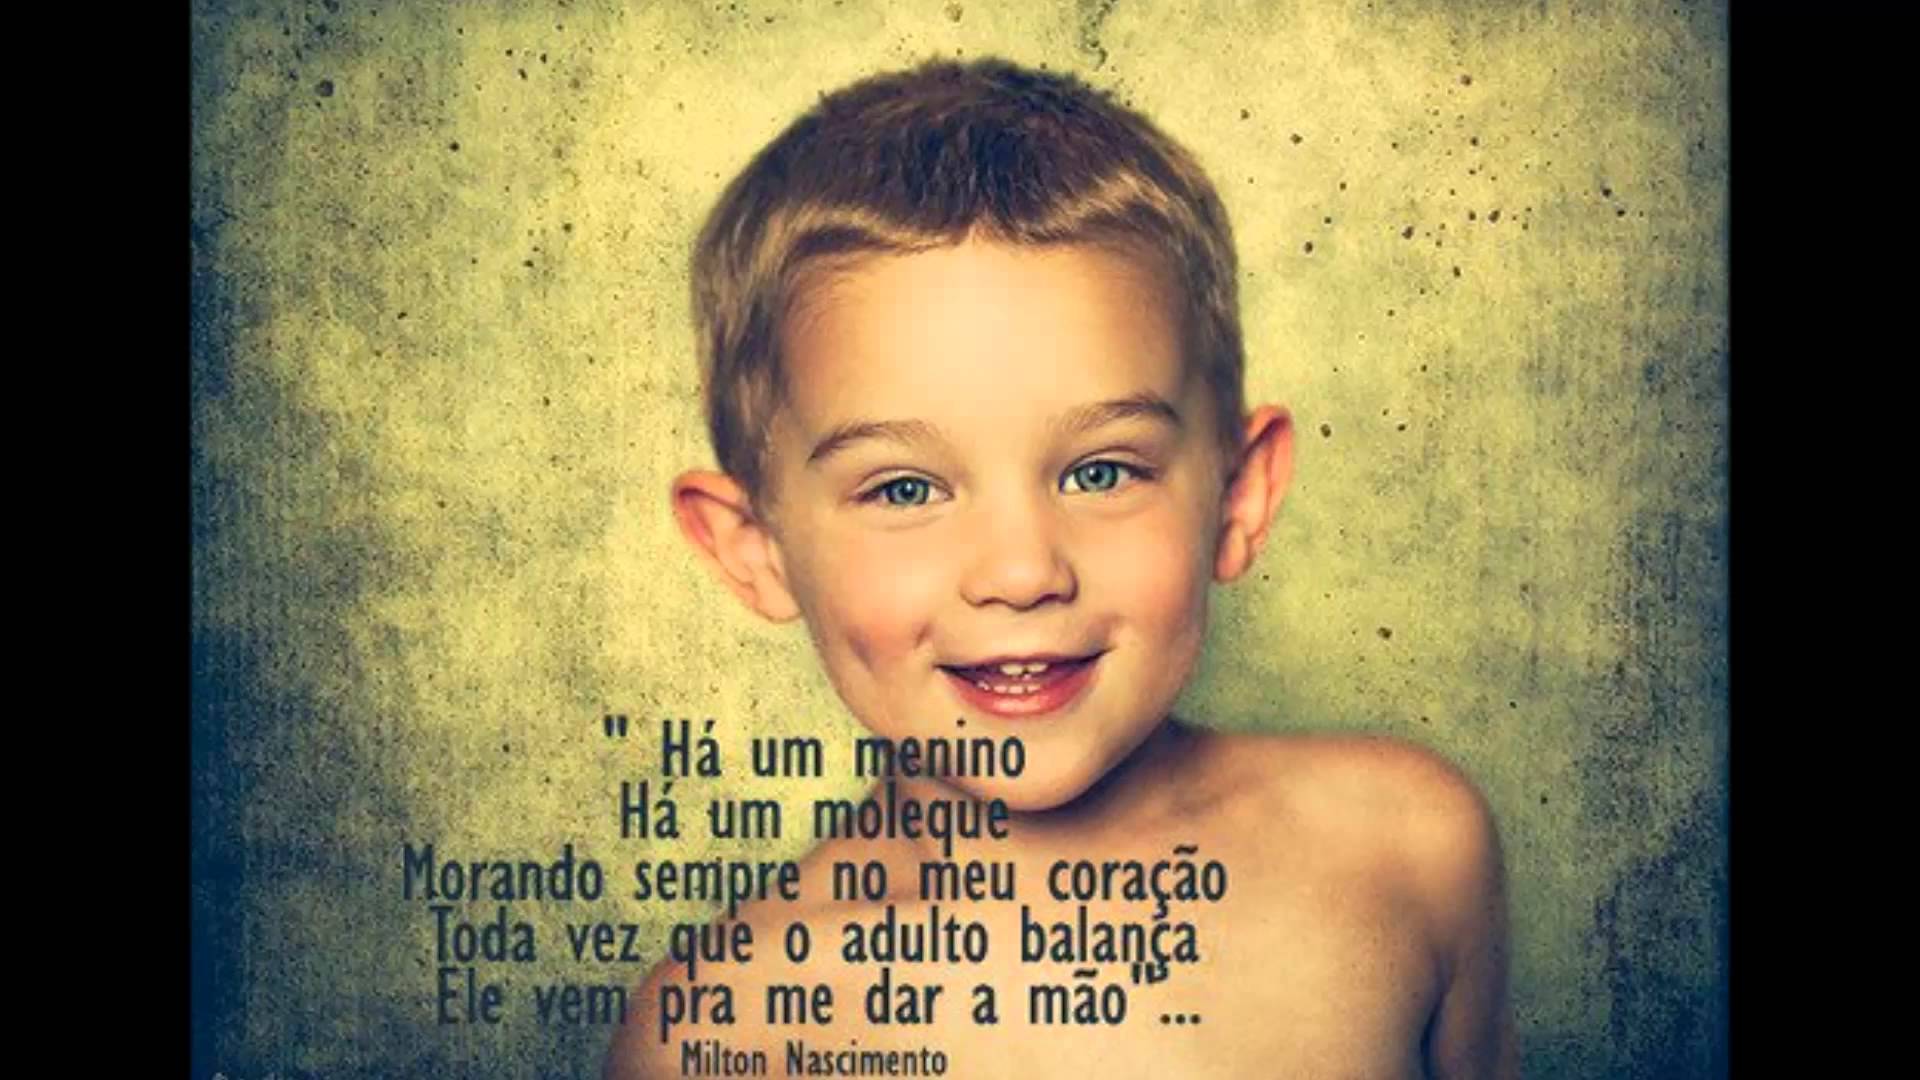 " Há um menino
Há um moleque
Morando sempre no meu coração
Toda vez que o adulto balança
Ele vem pra me dar a mão"...
Milton Nascimento